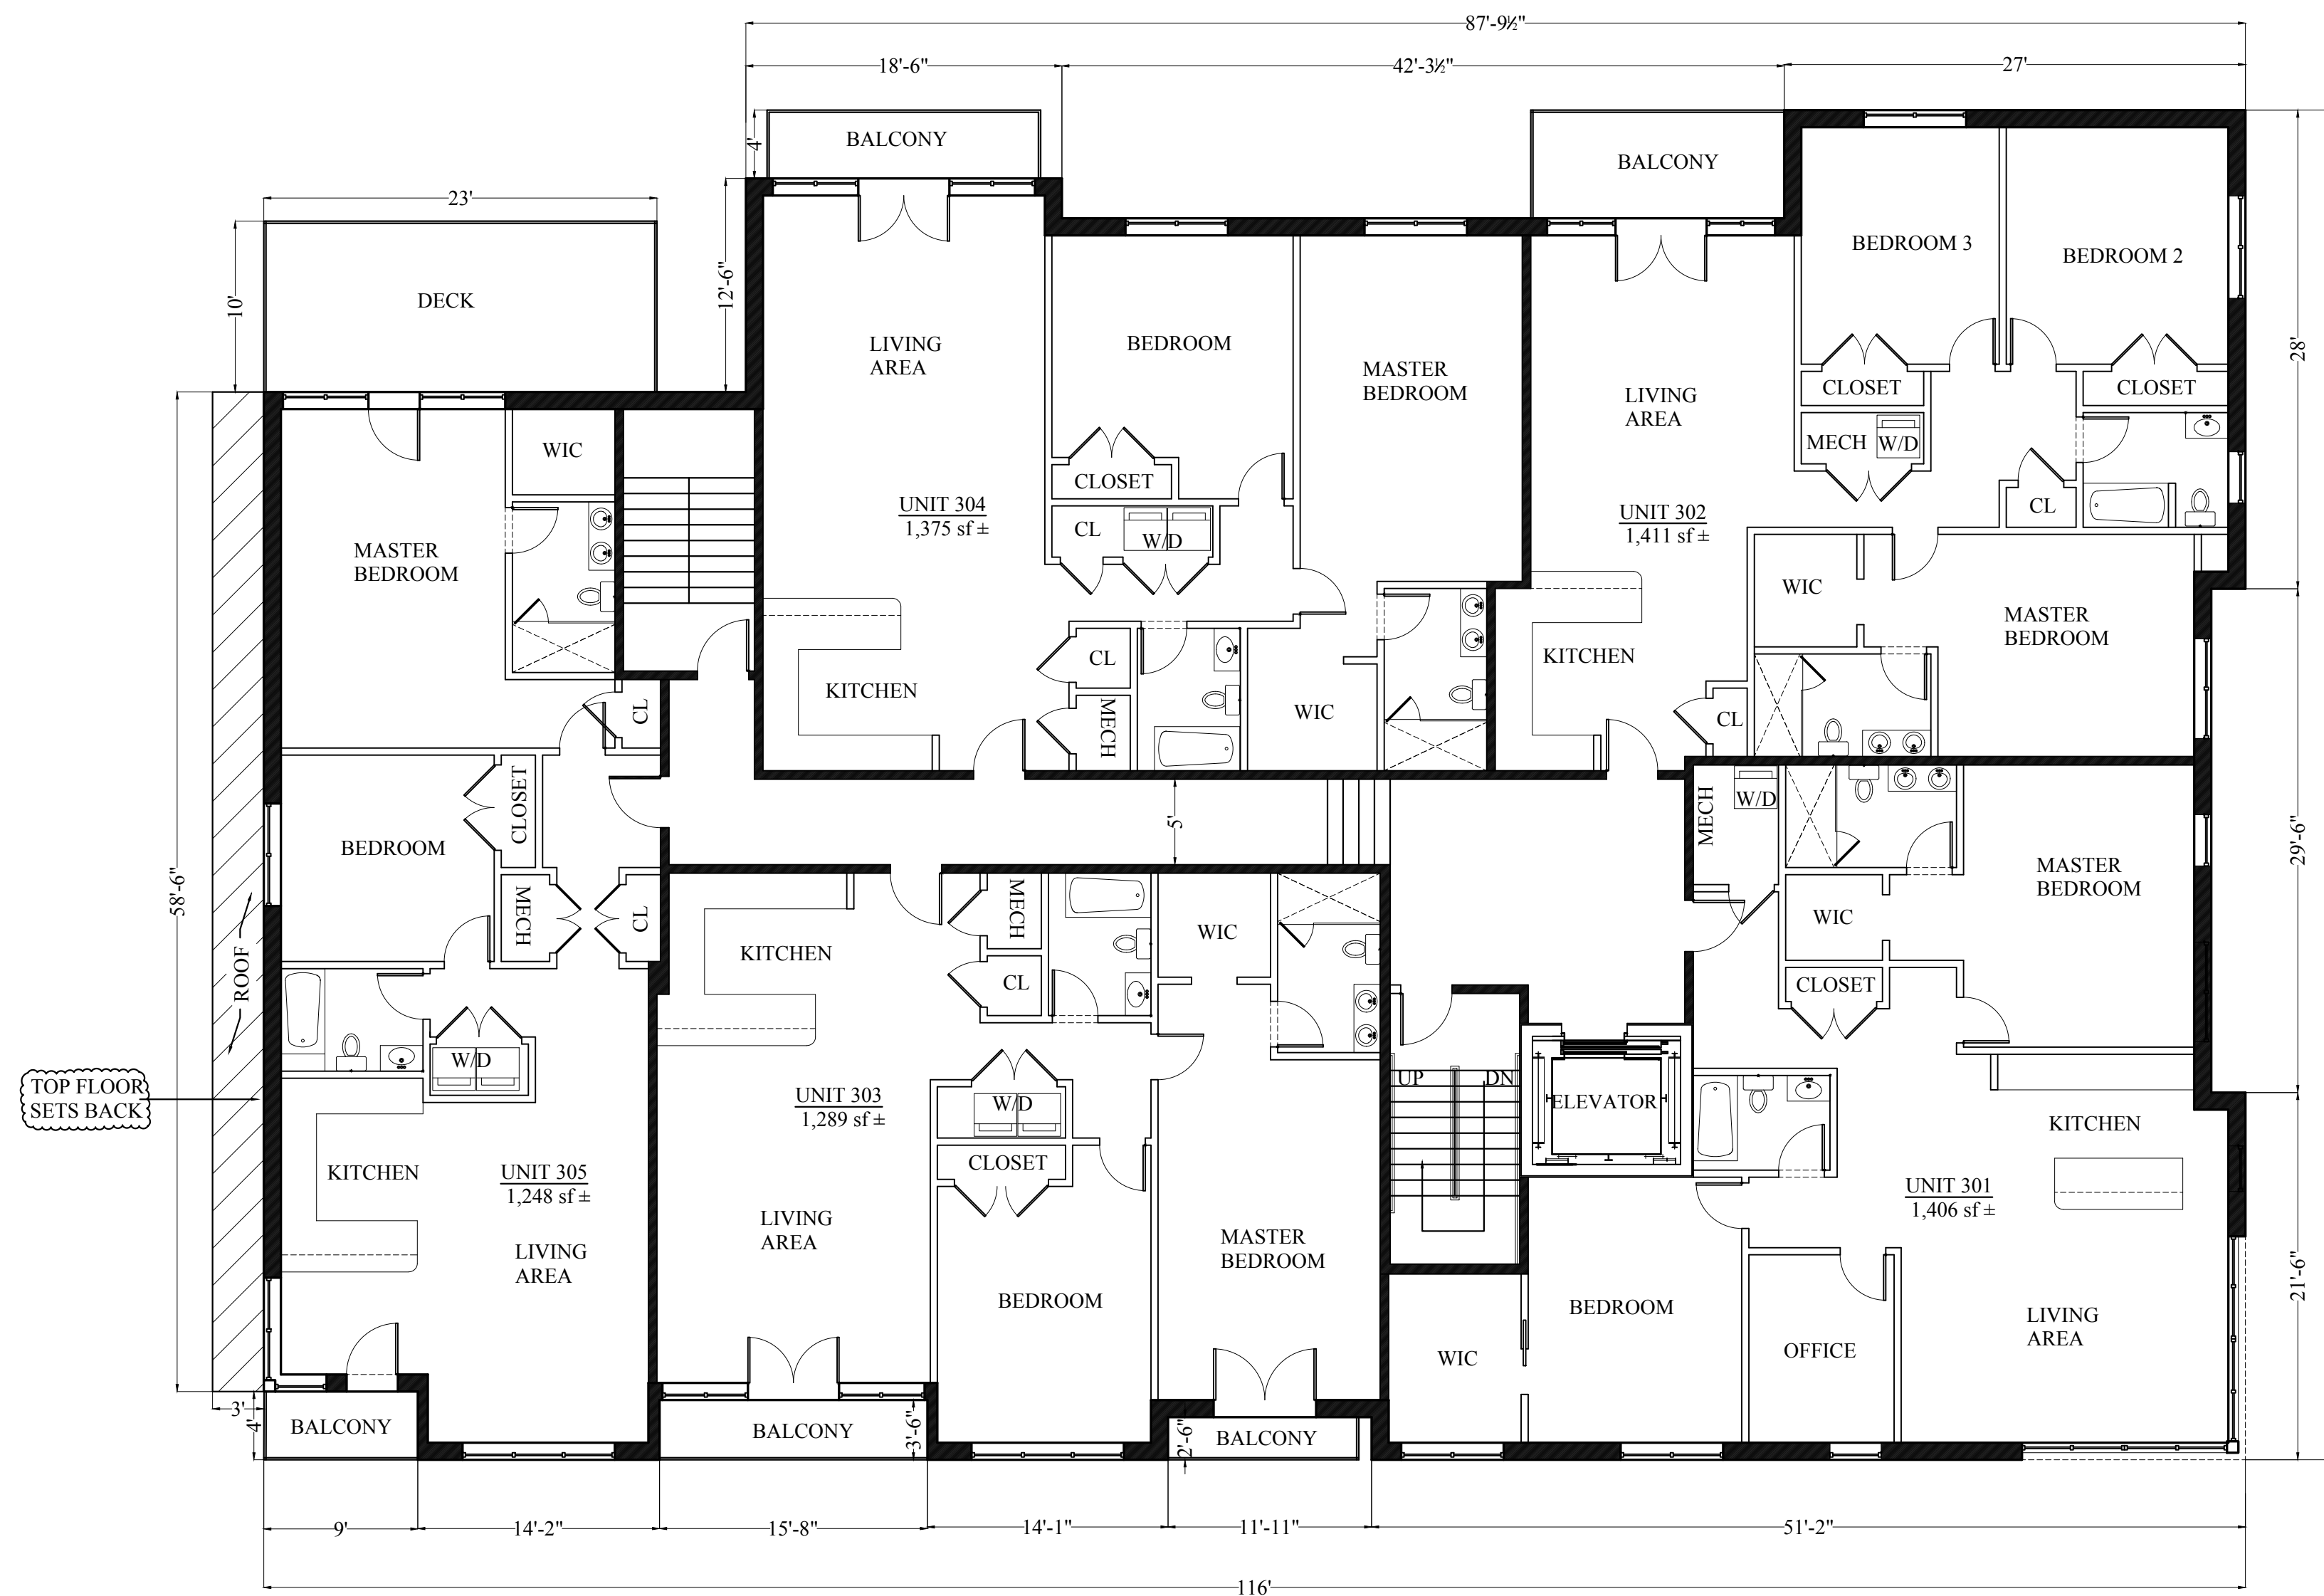 87'-9½"
18'-6"
42'-3½"
27'
4'
BALCONY
BALCONY
23'
12'-6"
10'
DECK
BEDROOM 3
BEDROOM 2
28'
LIVING
AREA
BEDROOM
MASTER
BEDROOM
LIVING
AREA
CLOSET
CLOSET
WIC
MECH
W/D
CLOSET
UNIT 304
1,375 sf ±
CL
W/D
UNIT 302
1,411 sf ±
CL
MASTER
BEDROOM
WIC
MASTER
BEDROOM
KITCHEN
CL
KITCHEN
CL
MECH
WIC
CL
5'
MECH
W/D
CLOSET
BEDROOM
MASTER
BEDROOM
29'-6"
58'-6"
ROOF
MECH
CL
KITCHEN
MECH
WIC
WIC
CL
CLOSET
W/D
TOP FLOOR
SETS BACK
UNIT 303
1,289 sf ±
W/D
UP
DN
ELEVATOR
KITCHEN
KITCHEN
UNIT 305
1,248 sf ±
CLOSET
UNIT 301
1,406 sf ±
LIVING
AREA
LIVING
AREA
MASTER
BEDROOM
BEDROOM
BEDROOM
LIVING
AREA
21'-6"
WIC
OFFICE
3'
4'
BALCONY
BALCONY
3'-6"
2'-6"
BALCONY
9'
14'-2"
15'-8"
14'-1"
11'-11"
51'-2"
116'